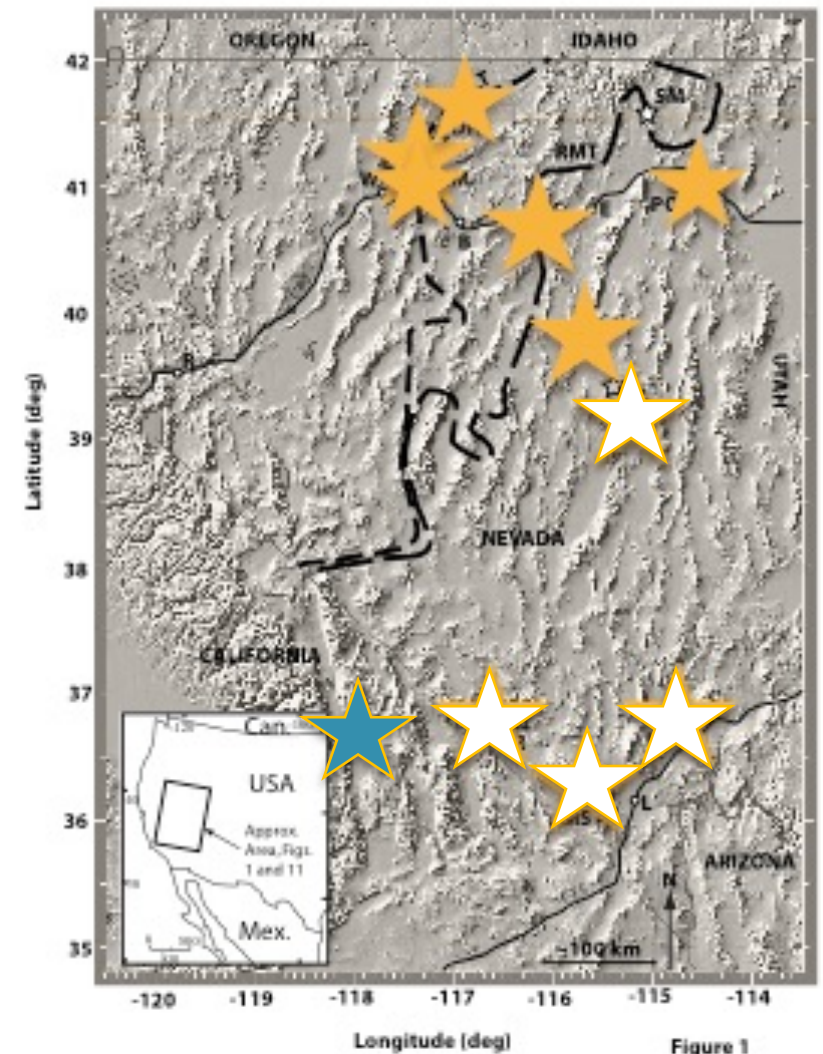 OREGON
IDAHO
42
SM
RMT
41
B
40
R
UTAH
39
Latitude (deg)
NEVADA
38
CALIFORNIA
37
Can.
USA
Approx.
Area, Figs.
1 and 11
Mex.
36
L
ARIZONA
N
35
~100 km
-120
-119
-118
-117
-116
-115
-114
Longitude (deg)
Figure 1